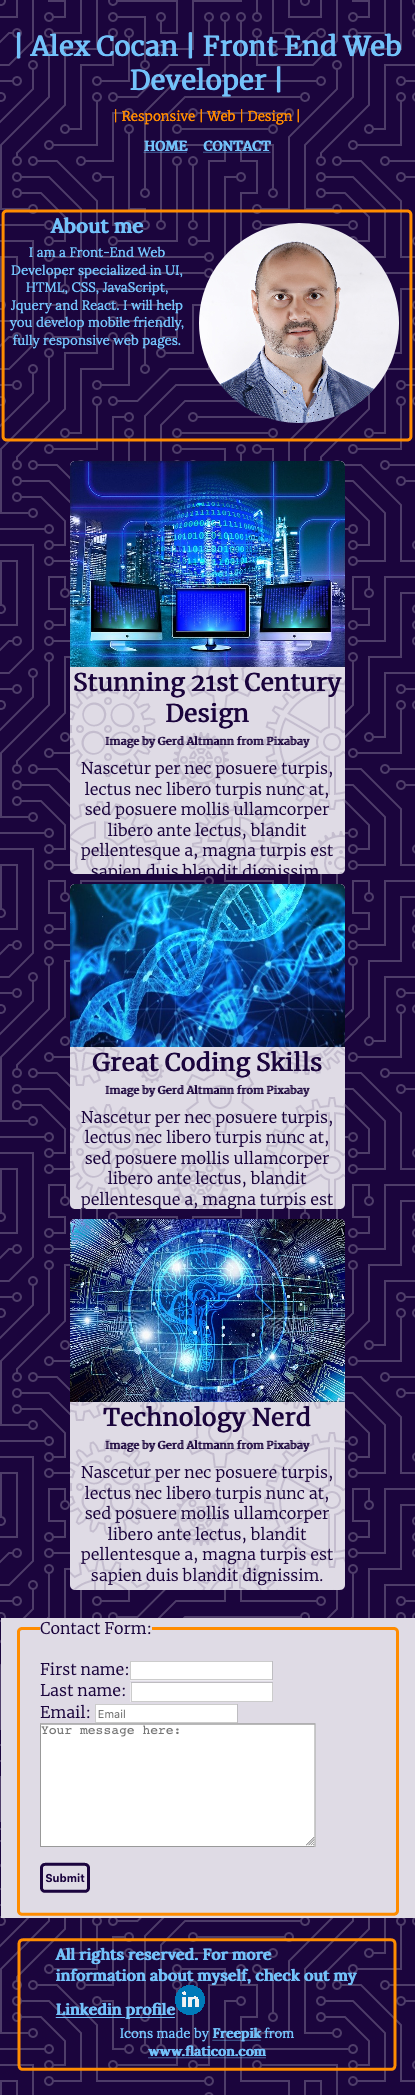 | Alex Cocan | Front End Web
Developer |
| Responsive | Web | Design |
HOME CONTACT
About me
I am a Front-End Web
Developer specialized in UI,
HTML, CSS, JavaScript,
Jquery and React. I will help
you develop mobile friendly,
fully responsive web pages.
Stunning 21st Century
Design
Image by Gerd Altmann from Pixabay
Nascetur per nec posuere turpis,
lectus nec libero turpis nunc at,
sed posuere mollis ullamcorper
libero ante lectus, blandit
pellentesque a, magna turpis est
sapien duis blandit dignissim.
Great Coding Skills
Image by Gerd Altmann from Pixabay
Nascetur per nec posuere turpis,
lectus nec libero turpis nunc at,
sed posuere mollis ullamcorper
libero ante lectus, blandit
pellentesque a, magna turpis est
Technology Nerd
Image by Gerd Altmann from Pixabay
Nascetur per nec posuere turpis,
lectus nec libero turpis nunc at,
sed posuere mollis ullamcorper
libero ante lectus, blandit
pellentesque a, magna turpis est
sapien duis blandit dignissim.
Contact Form:
First name:
Last name:
Email: Email
Your message here:
Submit
All rights reserved. For more
information about myself, check out my
Linkedin profile in
Icons made by Freepik from
www.flaticon.com